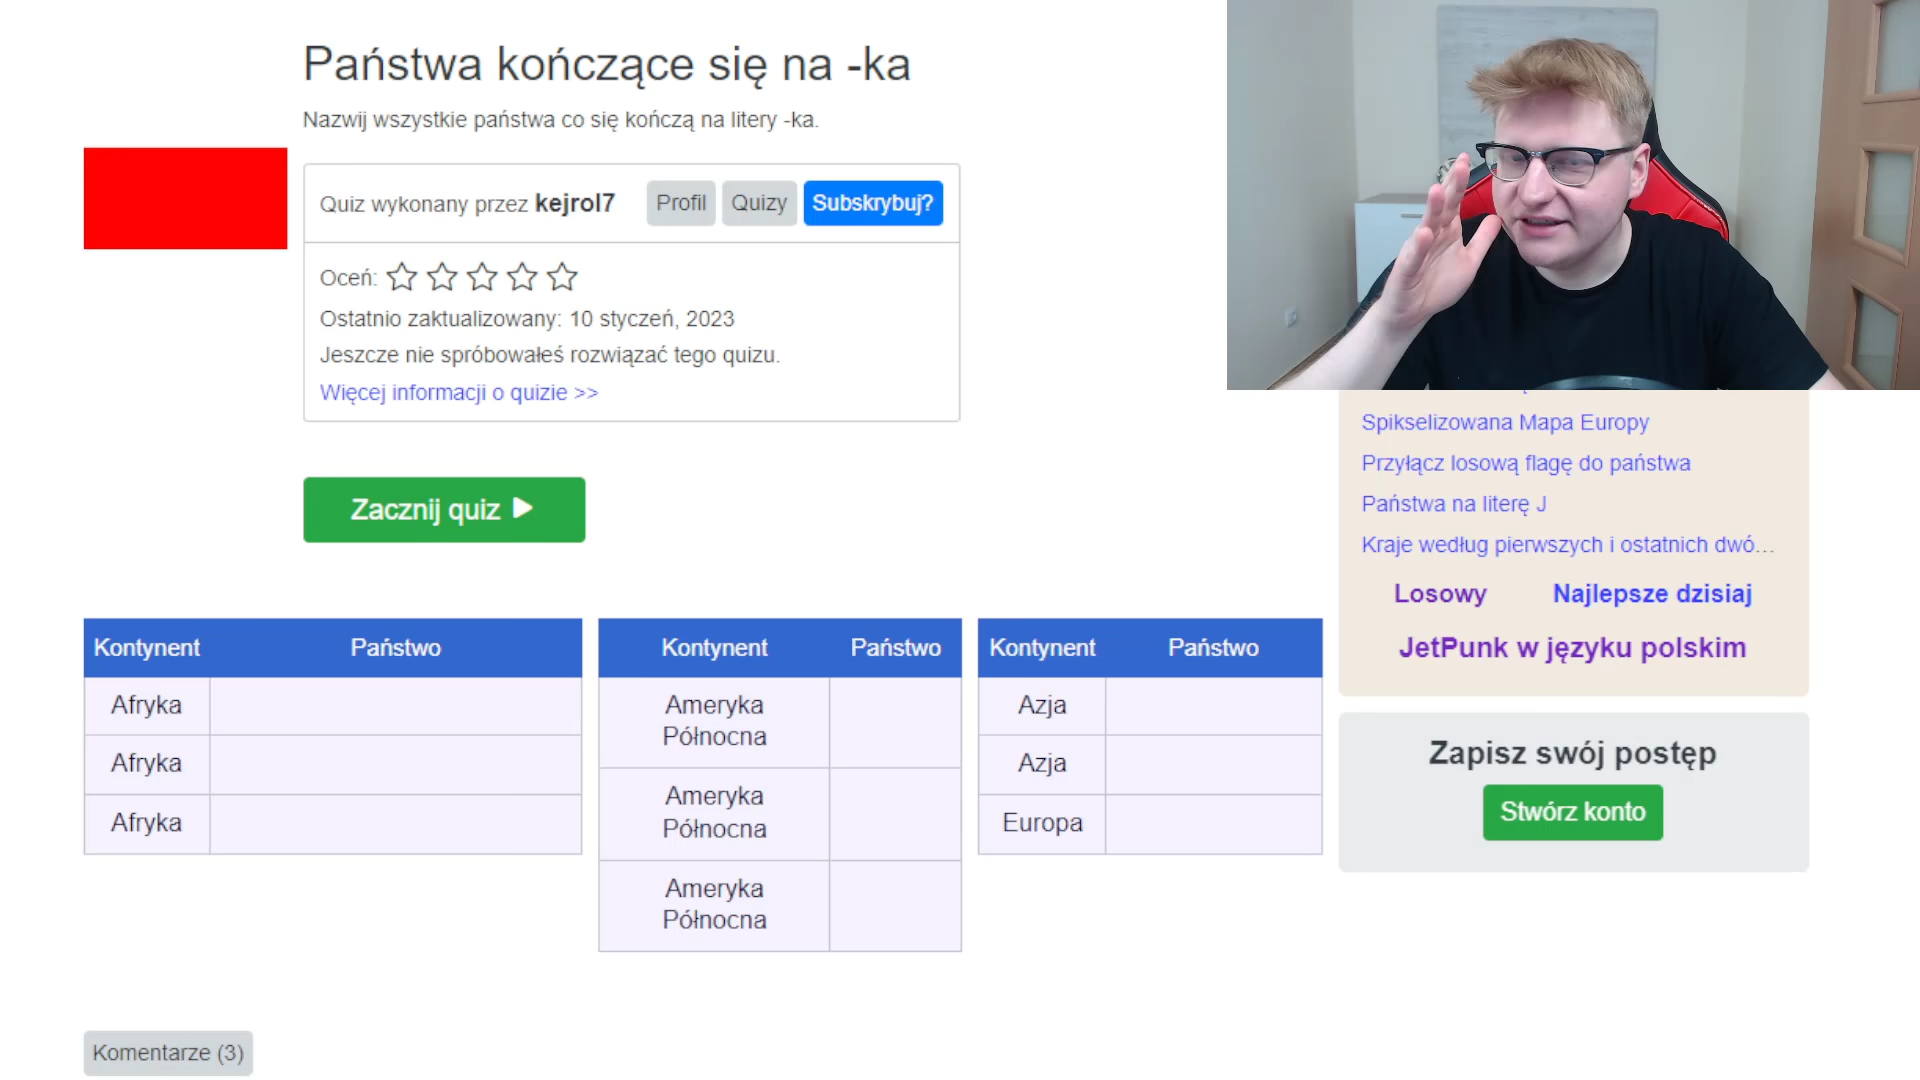 Państwa kończące się na -ka
Nazwij wszystkie państwa co się kończą na litery -ka.
Quiz wykonany przez kejrol7
Profil
Quizy
Subskrybuj?
Oceń:
Ostatnio zaktualizowany: 10 styczeń, 2023
Jeszcze nie spróbowałeś rozwiązać tego quizu.
Więcej informacji o quizie >>
Zacznij quiz
Kontynent Państwo
Afryka
Afryka
Afryka
Kontynent Państwo
Ameryka
Północna
Ameryka
Północna
Ameryka
Północna
Kontynent Państwo
Azja
Azja
Europa
Spikselizowana Mapa Europy
Przyłącz losową flagę do państwa
Państwa na literę J
Kraje według pierwszych i ostatnich dwó...
Losowy
Najlepsze dzisiaj
JetPunk w języku polskim
Zapisz swój postęp
Stwórz konto
Komentarze (3)